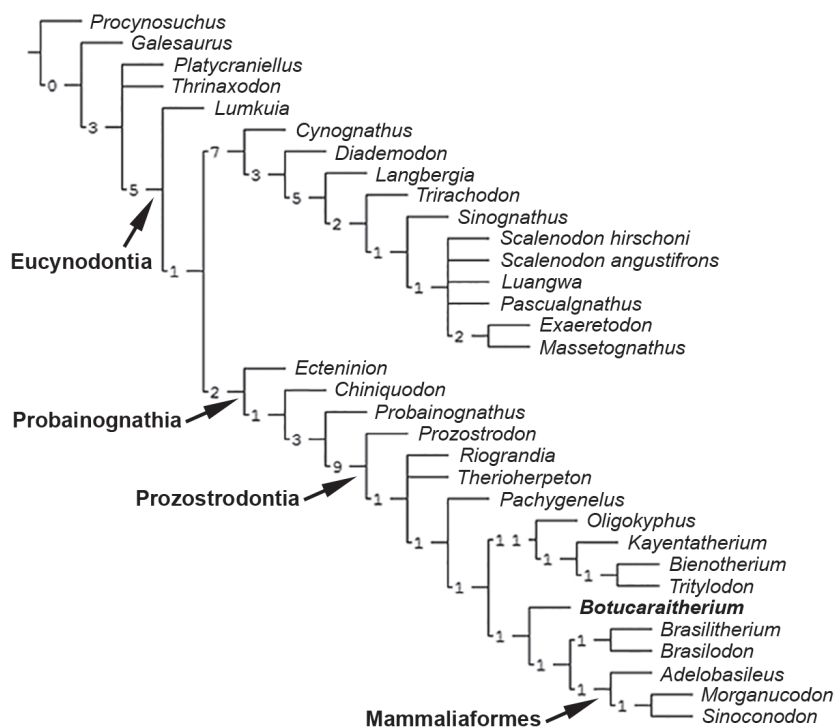 Procynosuchus
Galesaurus
Platycraniellus
0
Thrinaxodon
Lumkuia
3
Cynognathus
7
Diademodon
3
Langbergia
5
5
Trirachodon
2
Sinognathus
Scalenodon hirschoni
1
Eucynodontia
Scalenodon angustifrons
1
Luangwa
1
Pascualgnathus
Exaeretodon
2
Massetognathus
Ecteninion
2
Chiniquodon
Probainognathia
1
Probainognathus
3
Prozostrodon
Riograndia
9
Therioherpeton
Prozostrodontia
1
Pachygenelus
Oligokyphus
1
1 1
Kayentatherium
1
Bienotherium
1
1
Tritylodon
Botucaraitherium
Brasilitherium
1
1
Brasilodon
1
Adelobasileus
1
Morganucodon
1
Mammaliaformes
Sinoconodon